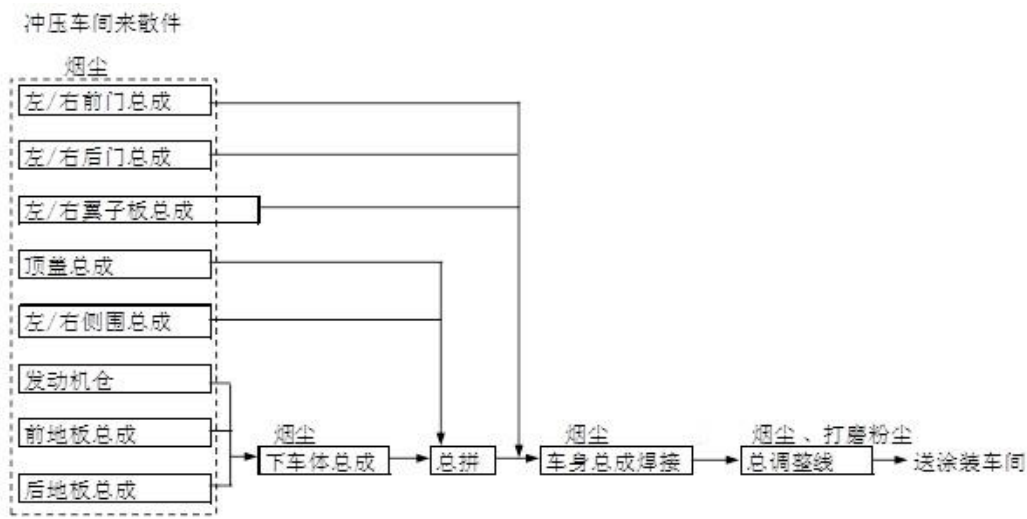 冲压车间来散件
烟尘
左/右前门总成
左/右后门总成
左/右翼子板总成
顶盖总成
左/右侧围总成
发动机仓
前地板总成
后地板总成
烟尘
下车体总成
总拼
烟尘
车身总成焊接
烟尘、打磨粉尘
总调整线
送涂装车间